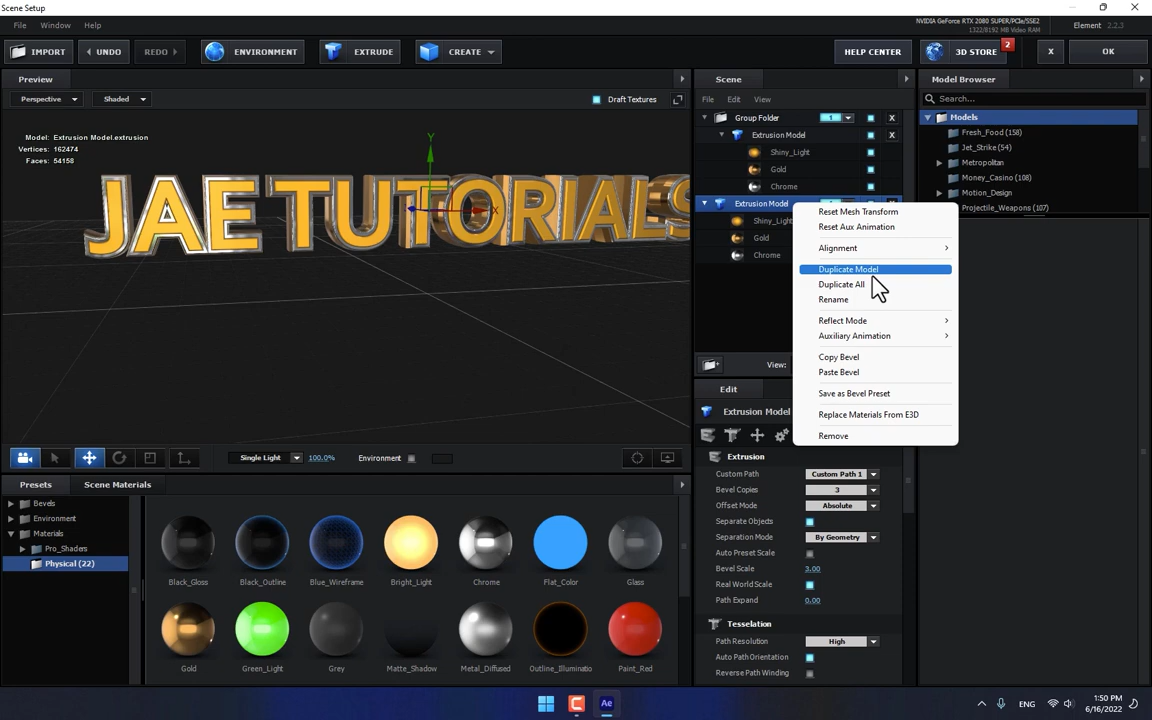 Scene Setup
File Window Help
NVIDIA GeForce RTX 2080 SUPER/PCIe/SSE2
1322/8192 MB Video RAM
Element 2.2.3
IMPORT UNDO REDO ENVIRONMENT EXTRUDE CREATE HELP CENTER 3D STORE 2 X OK
Preview
Perspective Shaded Draft Textures
Model: Extrusion Model.extrusion
Vertices: 162474
Faces: 54158
Y
X
JAE TUTORIALS
Single Light 100.0% Environment
Scene
File Edit View
Group Folder 1 X
Extrusion Model X
Shiny_Light
Gold
Chrome
Extrusion Model
Shiny_Light
Gold
Chrome
View:
Reset Mesh Transform
Reset Aux Animation
Alignment
Duplicate Model
Duplicate All
Rename
Reflect Mode
Auxiliary Animation
Copy Bevel
Paste Bevel
Save as Bevel Preset
Replace Materials From E3D
Remove
Model Browser
Search...
Models
Fresh_Food (158)
Jet_Strike (54)
Metropolitan
Money_Casino (108)
Motion_Design
Projectile_Weapons (107)
Edit
Extrusion Model
Extrusion
Custom Path Custom Path 1
Bevel Copies 3
Offset Mode Absolute
Separate Objects
Separation Mode By Geometry
Auto Preset Scale
Bevel Scale 3.00
Real World Scale
Path Expand 0.00
Tesselation
Path Resolution High
Auto Path Orientation
Reverse Path Winding
Presets Scene Materials
Bevels
Environment
Materials
Pro_Shaders
Physical (22)
Black_Gloss Black_Outline Blue_Wireframe Bright_Light Chrome Flat_Color Glass
Gold Green_Light Grey Matte_Shadow Metal_Diffused Outline_Illuminatio Paint_Red
Ae
ENG
1:50 PM
6/16/2022